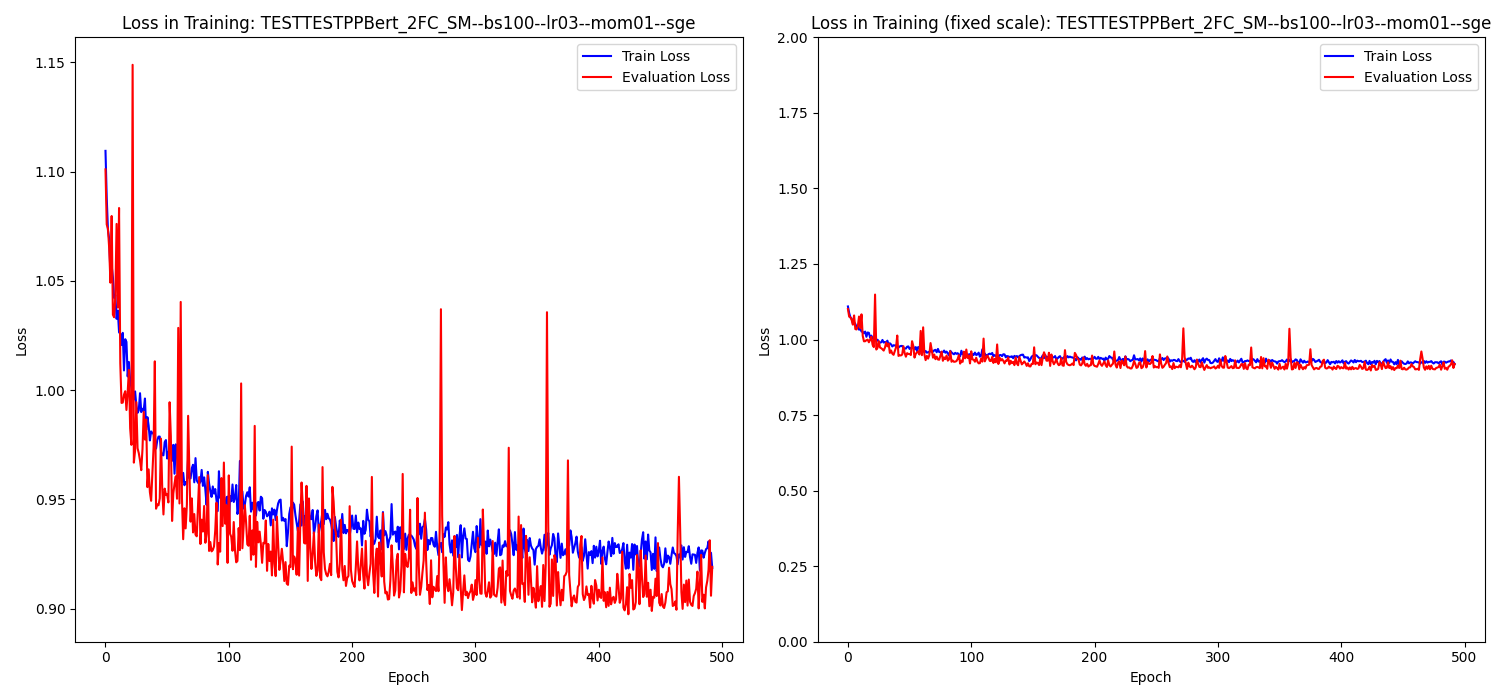 Loss in Training: TESTTESTPPBert_2FC_SM--bs100--lr03--mom01--sge
Train Loss
Evaluation Loss
1.15
1.10
1.05
1.00
0.95
0.90
Loss
0
100
200
300
400
500
Epoch
Loss in Training (fixed scale): TESTTESTPPBert_2FC_SM--bs100--lr03--mom01--sge
Train Loss
Evaluation Loss
2.00
1.75
1.50
1.25
1.00
0.75
0.50
0.25
0.00
Loss
0
100
200
300
400
500
Epoch